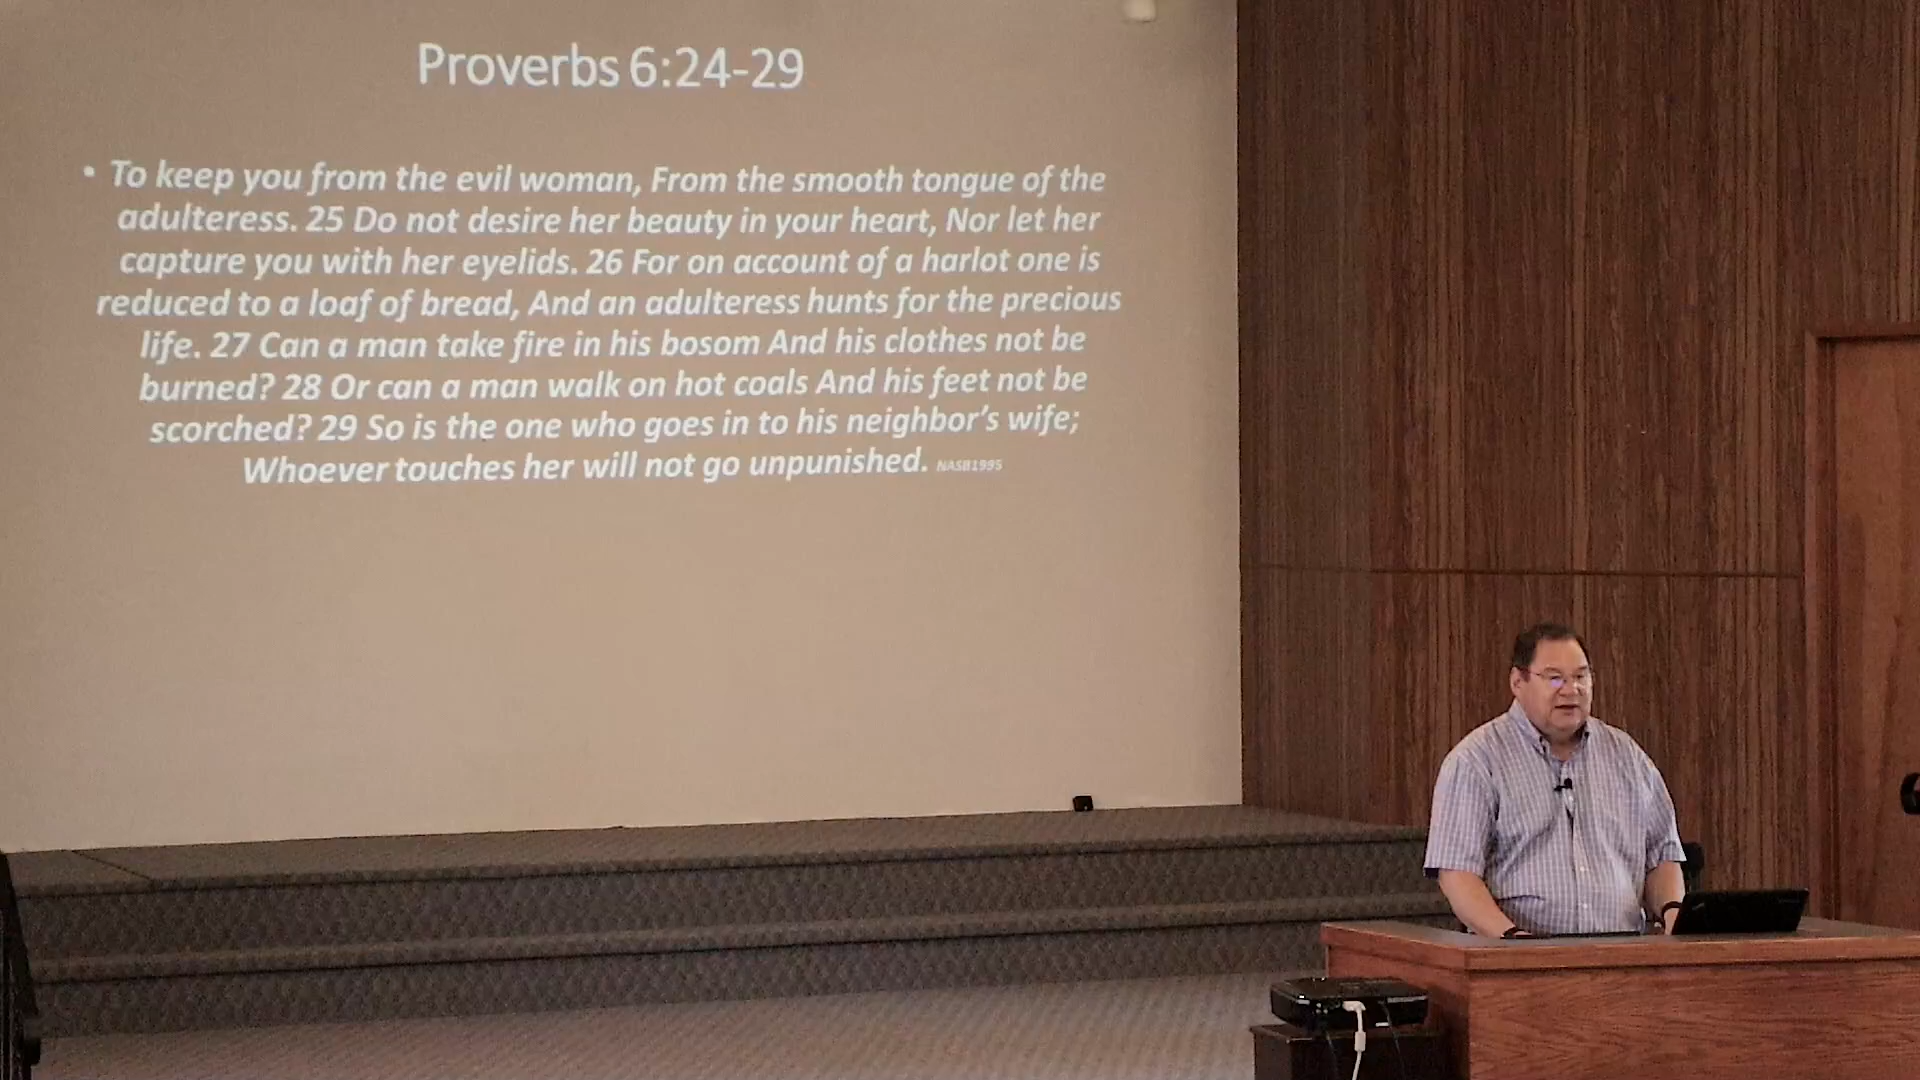 Proverbs 6:24-29
• To keep you from the evil woman, From the smooth tongue of the
adulteress. 25 Do not desire her beauty in your heart, Nor let her
capture you with her eyelids. 26 For on account of a harlot one is
reduced to a loaf of bread, And an adulteress hunts for the precious
life. 27 Can a man take fire in his bosom And his clothes not be
burned? 28 Or can a man walk on hot coals And his feet not be
scorched? 29 So is the one who goes in to his neighbor’s wife;
Whoever touches her will not go unpunished. NASB1995